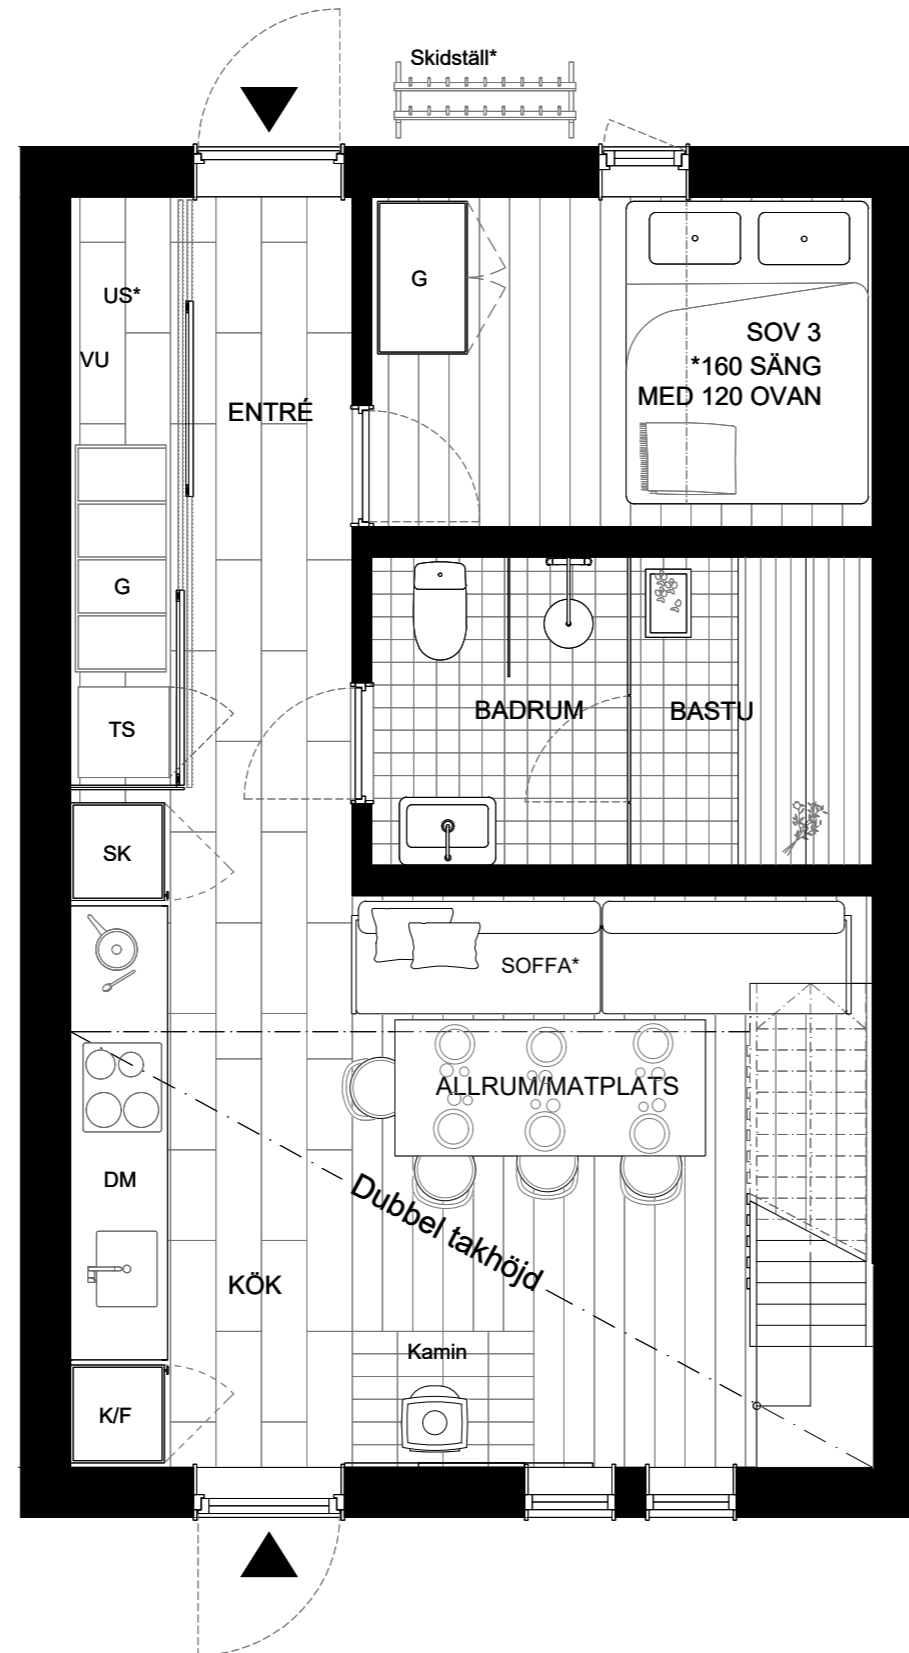 Skidställ*
US*
VU
G
SOV 3
*160 SÄNG
MED 120 OVAN
ENTRÉ
G
TS
BADRUM
BASTU
SK
SOFFA*
ALLRUM/MATPLATS
DM
Dubbel takhöjd
KÖK
Kamin
K/F